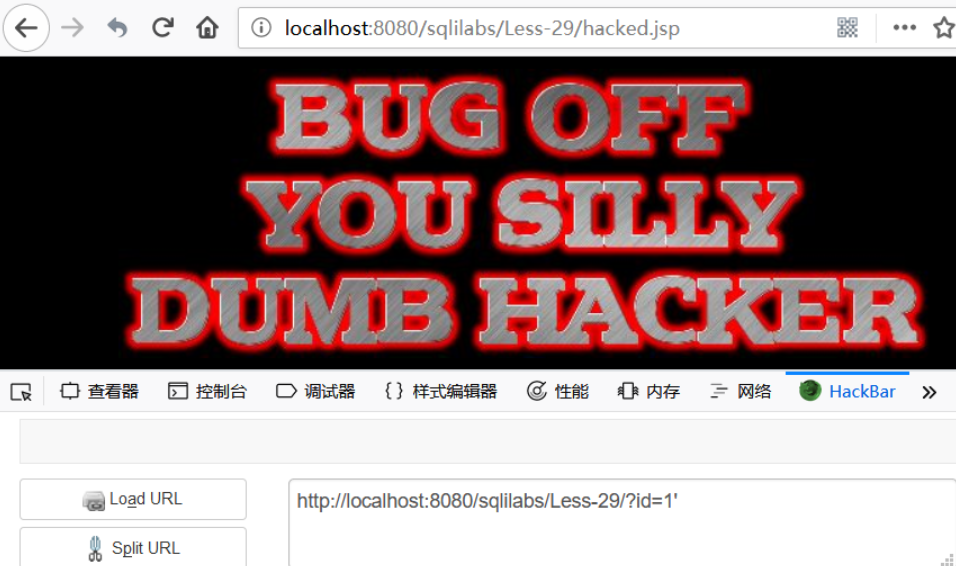 localhost:8080/sqlilabs/Less-29/hacked.jsp
BUG OFF
YOU SILLY
DUMB HACKER
查看器 控制台 调试器 {} 样式编辑器 性能 内存 网络 HackBar »
Load URL
http://localhost:8080/sqlilabs/Less-29/?id=1'
Split URL